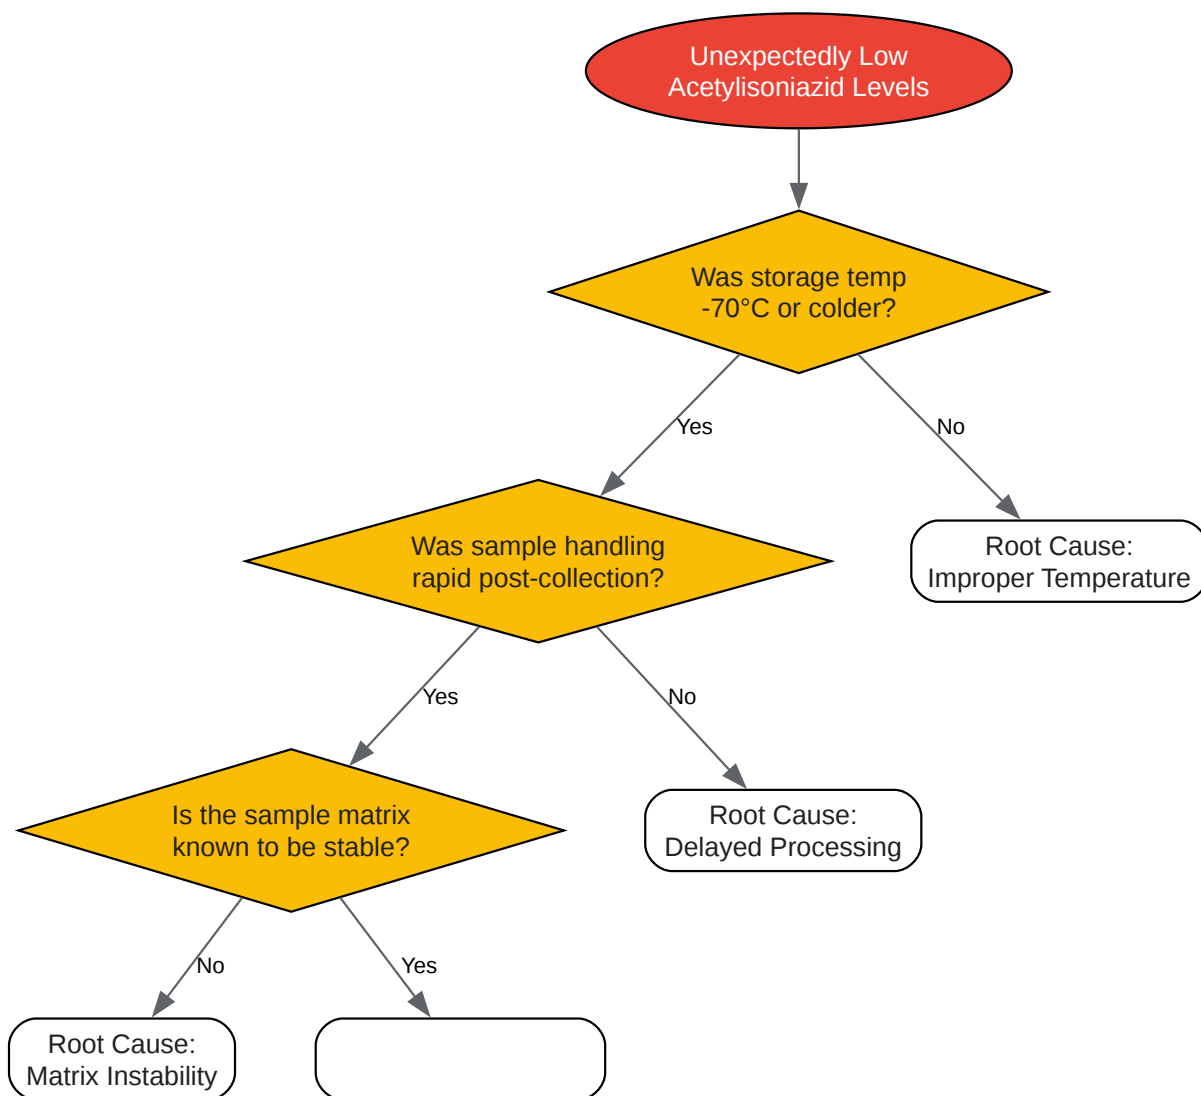 Unexpectedly Low
Acetylisoniazid Levels
Was storage temp
-70°C or colder?
Yes
No
Was sample handling
rapid post-collection?
Root Cause:
Improper Temperature
Yes
No
Is the sample matrix
known to be stable?
Root Cause:
Delayed Processing
No
Yes
Root Cause:
Matrix Instability